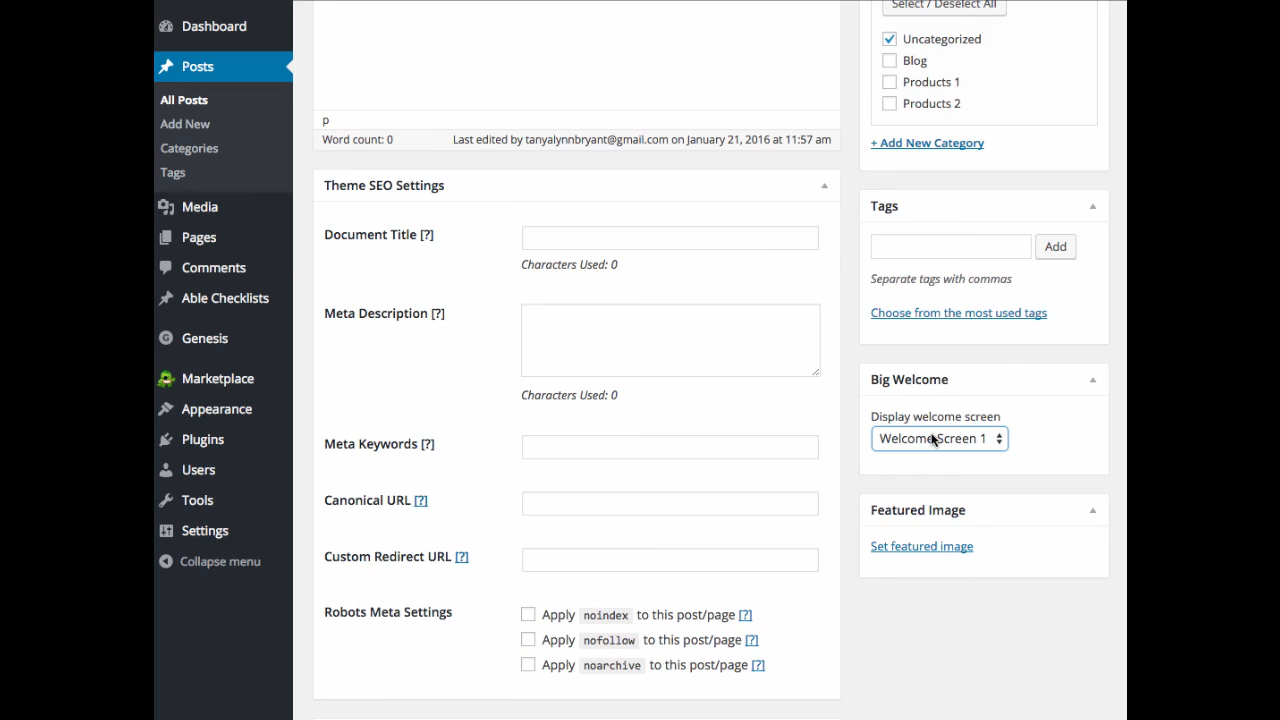 Dashboard
Posts
All Posts
Add New
Categories
Tags
Media
Pages
Comments
Able Checklists
Genesis
Marketplace
Appearance
Plugins
Users
Tools
Settings
Collapse menu
p
Word count: 0
Last edited by tanyalynnbryant@gmail.com on January 21, 2016 at 11:57 am
Theme SEO Settings
Document Title [?]
Characters Used: 0
Meta Description [?]
Characters Used: 0
Meta Keywords [?]
Canonical URL [?]
Custom Redirect URL [?]
Robots Meta Settings
Apply noindex to this post/page [?]
Apply nofollow to this post/page [?]
Apply noarchive to this post/page [?]
Select / Deselect All
Uncategorized
Blog
Products 1
Products 2
+ Add New Category
Tags
Add
Separate tags with commas
Choose from the most used tags
Big Welcome
Display welcome screen
Welcome Screen 1
Featured Image
Set featured image